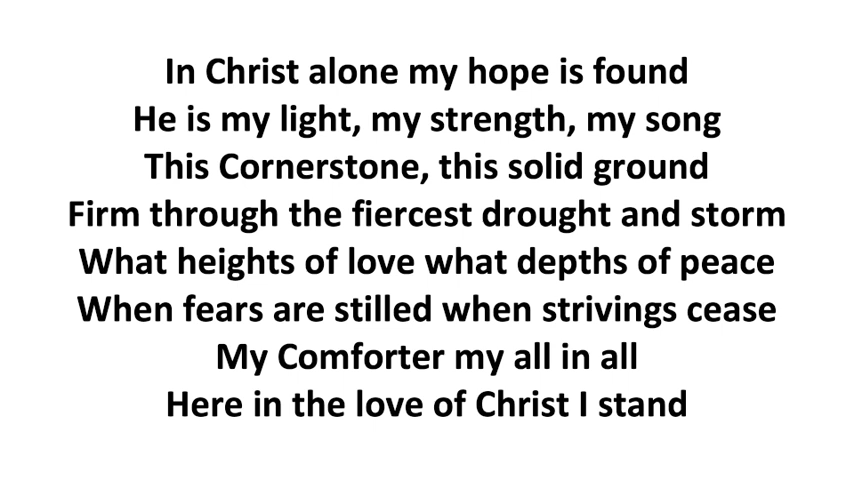 In Christ alone my hope is found
He is my light, my strength, my song
This Cornerstone, this solid ground
Firm through the fiercest drought and storm
What heights of love what depths of peace
When fears are stilled when strivings cease
My Comforter my all in all
Here in the love of Christ I stand